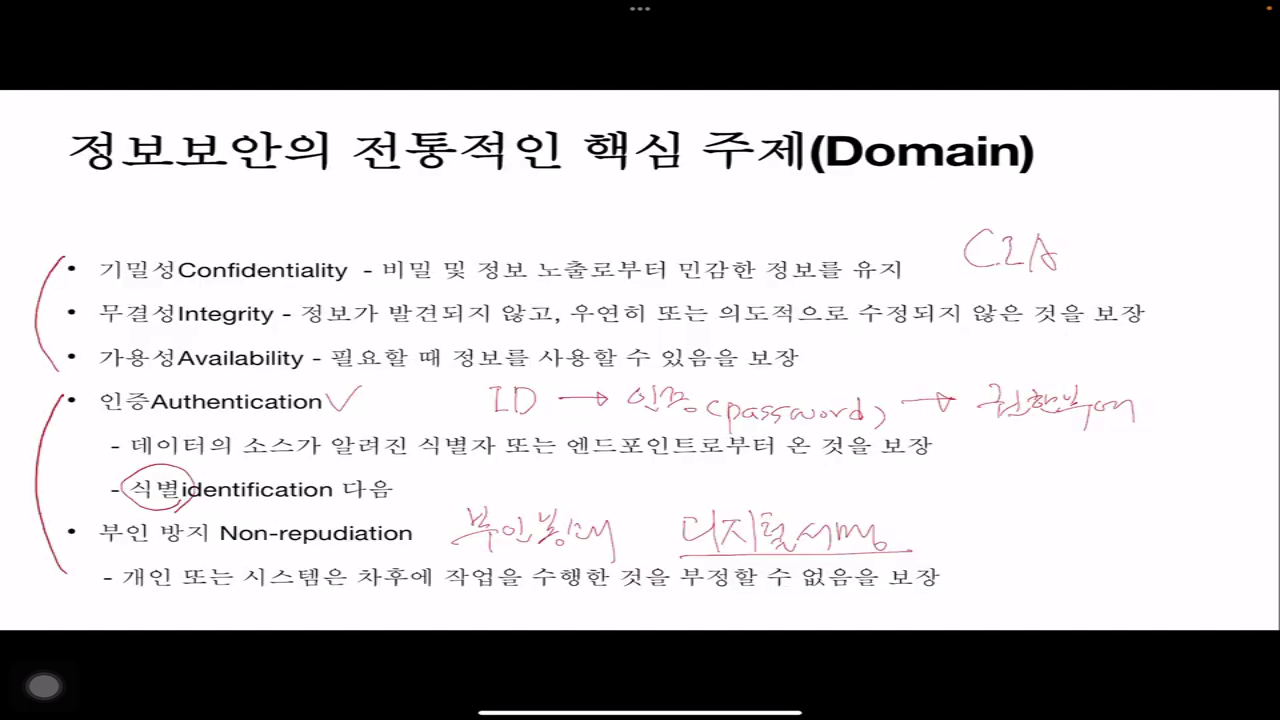 정보보안의 전통적인 핵심 주제(Domain)
CIA
• 기밀성Confidentiality - 비밀 및 정보 노출로부터 민감한 정보를 유지
• 무결성Integrity - 정보가 발견되지 않고, 우연히 또는 의도적으로 수정되지 않은 것을 보장
• 가용성Availability - 필요할 때 정보를 사용할 수 있음을 보장
• 인증Authentication ✓ ID → 인증(password) → 권한부여
- 데이터의 소스가 알려진 식별자 또는 엔드포인트로부터 온 것을 보장
- 식별identification 다음
• 부인 방지 Non-repudiation 부인봉쇄 디지털서명
- 개인 또는 시스템은 차후에 작업을 수행한 것을 부정할 수 없음을 보장